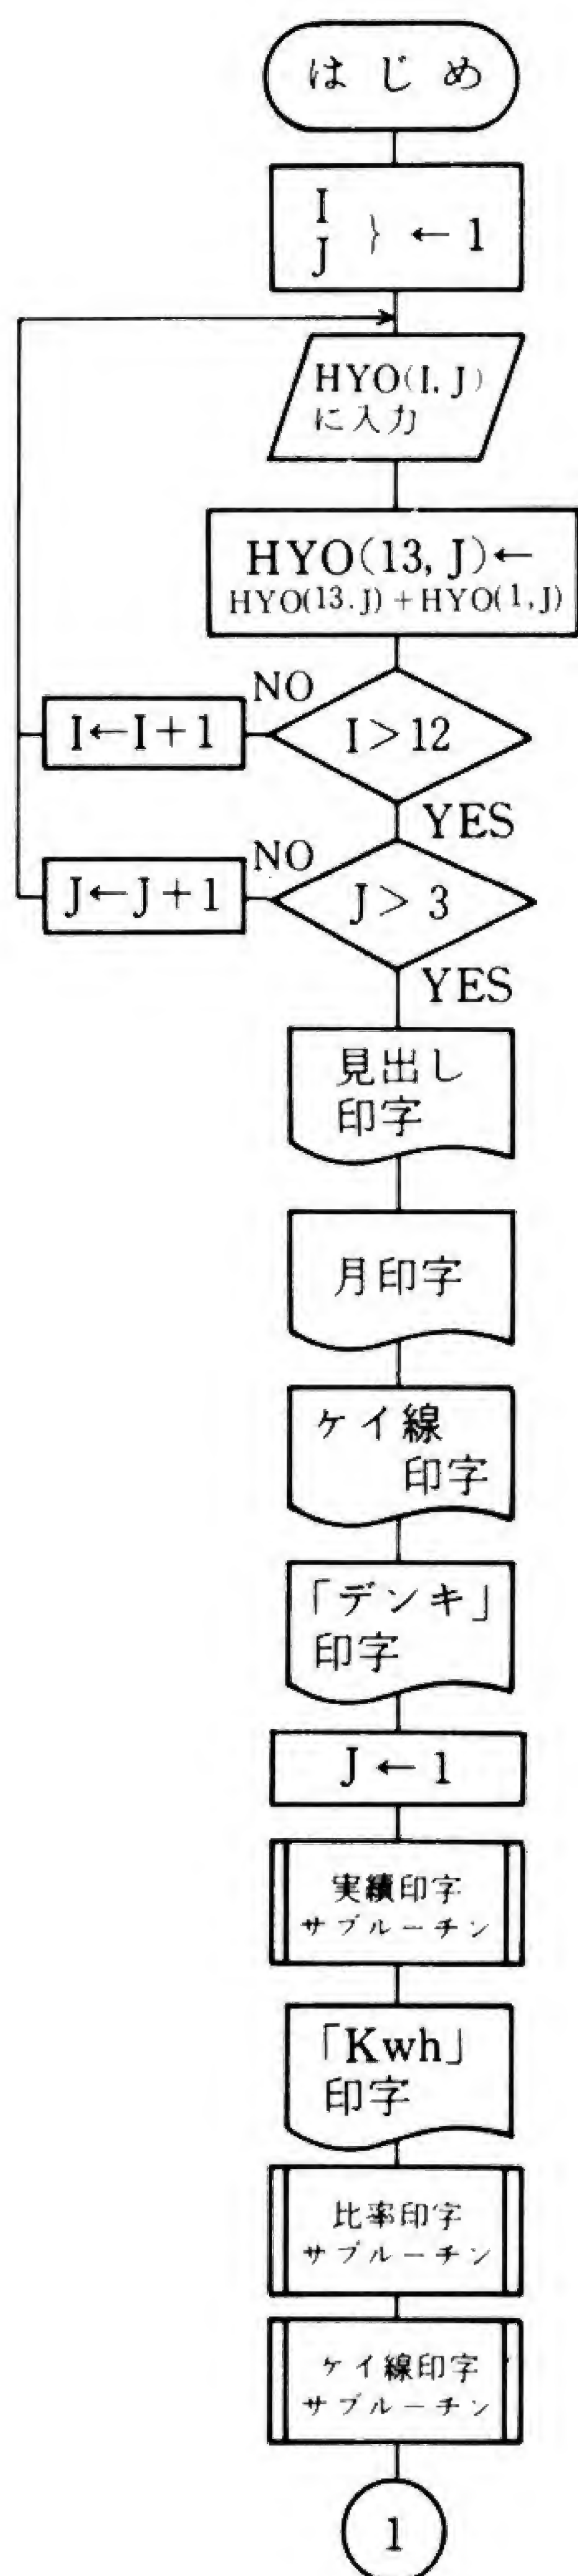 はじめ
I
J } ← 1
HYO(I, J)
に入力
HYO(13, J)←
HYO(13.J)+HYO(1,J)
NO
I←I+1
I>12
YES
NO
J←J+1
J> 3
YES
見出し
印字
月印字
ケイ線
印字
「デンキ」
印字
J ← 1
実績印字
サブルーチン
「Kwh」
印字
比率印字
サブルーチン
ケイ線印字
サブルーチン
1